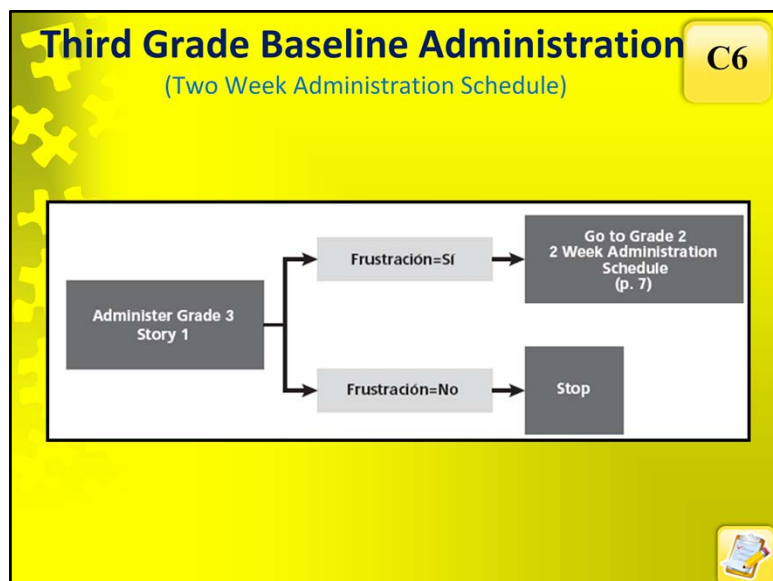 Third Grade Baseline Administration
C6
(Two Week Administration Schedule)
Administer Grade 3
Story 1
Frustración=Sí
Go to Grade 2
2 Week Administration
Schedule
(p. 7)
Frustración=No
Stop